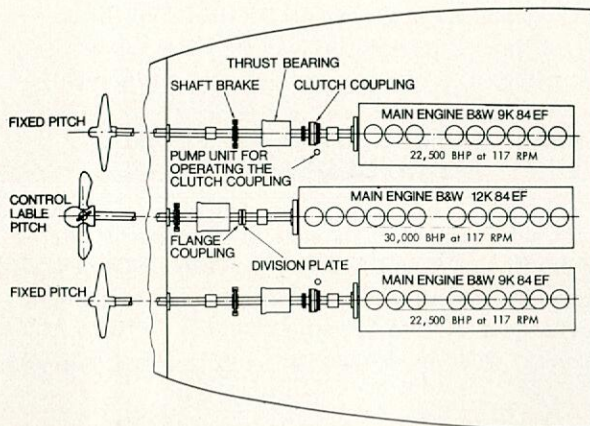 THRUST BEARING
SHAFT BRAKE
CLUTCH COUPLING
FIXED PITCH
MAIN ENGINE B&W 9K 84 EF
22,500 BHP at 117 RPM
PUMP UNIT FOR
OPERATING THE
CLUTCH COUPLING
CONTROL
LABLE
PITCH
MAIN ENGINE B&W 12K 84 EF
30,000 BHP at 117 RPM
FLANGE
COUPLING
DIVISION PLATE
FIXED PITCH
MAIN ENGINE B&W 9K 84 EF
22,500 BHP at 117 RPM